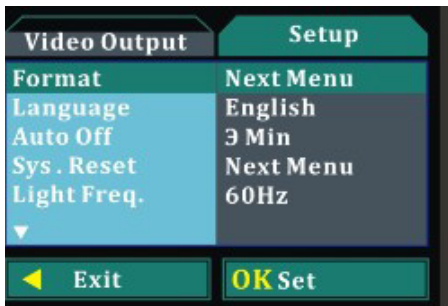 Video Output Setup
Format Next Menu
Language English
Auto Off Э Min
Sys. Reset Next Menu
Light Freq. 60Hz
Exit OK Set